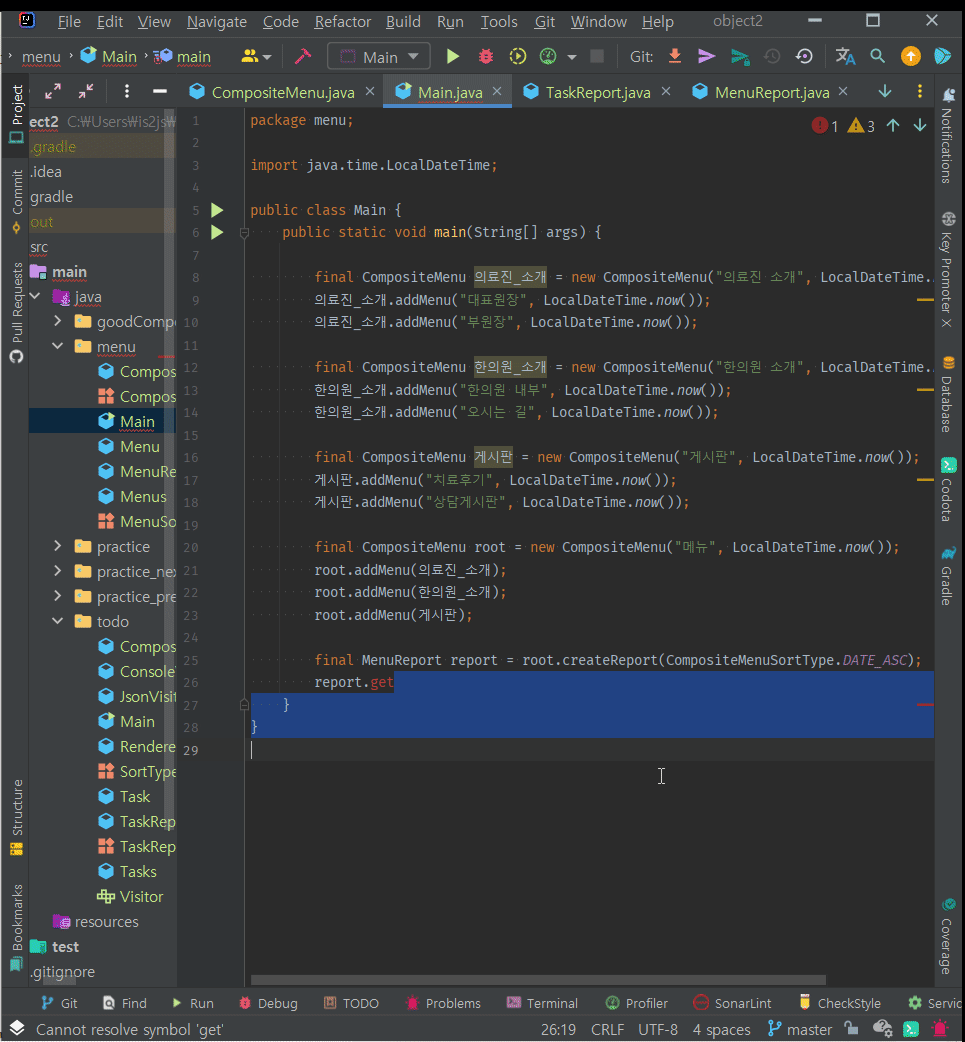 File Edit View Navigate Code Refactor Build Run Tools Git Window Help object2
menu Main main Main Git:
CompositeMenu.java Main.java TaskReport.java MenuReport.java
Project
Commit
Pull Requests
Structure
Bookmarks
ect2 C:₩Users₩is2js₩
.gradle
.idea
gradle
out
src
main
java
goodCompo
menu
Compos
Compos
Main
Menu
MenuRe
Menus
MenuSo
practice
practice_nex
practice_pre
todo
Compos
Console
JsonVisit
Main
Rendere
SortType
Task
TaskRep
TaskRep
Tasks
Visitor
resources
test
.gitignore
1 package menu;
2
3 import java.time.LocalDateTime;
4
5 public class Main {
6 public static void main(String[] args) {
7
8 final CompositeMenu 의료진_소개 = new CompositeMenu("의료진 소개", LocalDateTime.
9 의료진_소개.addMenu("대표원장", LocalDateTime.now());
10 의료진_소개.addMenu("부원장", LocalDateTime.now());
11
12 final CompositeMenu 한의원_소개 = new CompositeMenu("한의원 소개", LocalDateTime.
13 한의원_소개.addMenu("한의원 내부", LocalDateTime.now());
14 한의원_소개.addMenu("오시는 길", LocalDateTime.now());
15
16 final CompositeMenu 게시판 = new CompositeMenu("게시판", LocalDateTime.now());
17 게시판.addMenu("치료후기", LocalDateTime.now());
18 게시판.addMenu("상담게시판", LocalDateTime.now());
19
20 final CompositeMenu root = new CompositeMenu("메뉴", LocalDateTime.now());
21 root.addMenu(의료진_소개);
22 root.addMenu(한의원_소개);
23 root.addMenu(게시판);
24
25 final MenuReport report = root.createReport(CompositeMenuSortType.DATE_ASC);
26 report.get
27 }
28 }
29
1 3
Notifications
Key Promoter X
Database
Codota
Gradle
Coverage
Git Find Run Debug TODO Problems Terminal Profiler SonarLint CheckStyle Servic
Cannot resolve symbol 'get' 26:19 CRLF UTF-8 4 spaces master